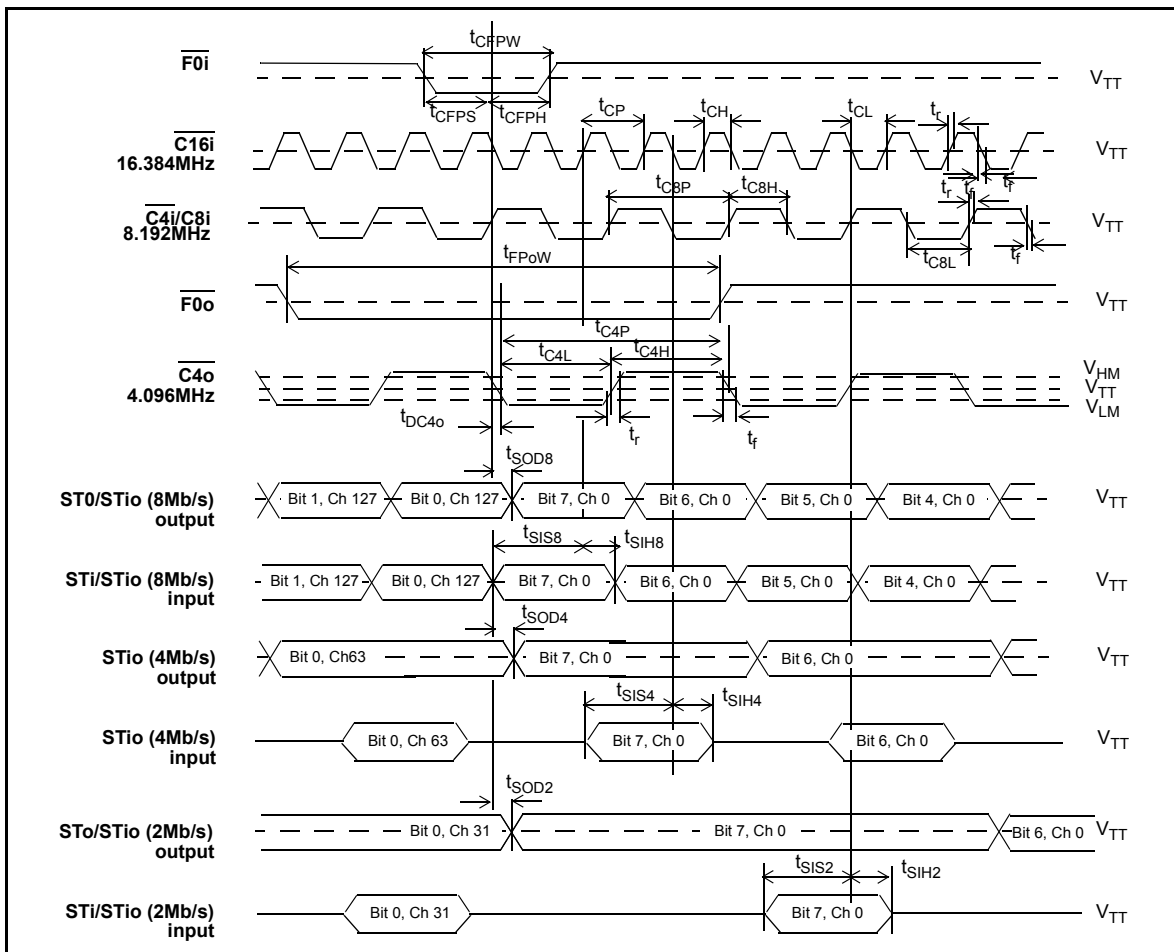 tCFPW
F0i
VTT
tCFPS tCFPH
tCP tCH tCL tr
C16i
16.384MHz
VTT
tf tf
tC8P tC8H tr
C4i/C8i
8.192MHz
VTT
tC8L tf
tFPoW
F0o
VTT
tC4P
tC4L tC4H
C4o
4.096MHz
VHM
VTT
VLM
tDC4o tr tf
tSOD8
ST0/STio (8Mb/s)
output
Bit 1, Ch 127 Bit 0, Ch 127 Bit 7, Ch 0 Bit 6, Ch 0 Bit 5, Ch 0 Bit 4, Ch 0
VTT
tSIS8 tSIH8
STi/STio (8Mb/s)
input
Bit 1, Ch 127 Bit 0, Ch 127 Bit 7, Ch 0 Bit 6, Ch 0 Bit 5, Ch 0 Bit 4, Ch 0
VTT
tSOD4
STio (4Mb/s)
output
Bit 0, Ch63 Bit 7, Ch 0 Bit 6, Ch 0
VTT
tSIS4 tSIH4
STio (4Mb/s)
input
Bit 0, Ch 63 Bit 7, Ch 0 Bit 6, Ch 0
VTT
tSOD2
STo/STio (2Mb/s)
output
Bit 0, Ch 31 Bit 7, Ch 0 Bit 6, Ch 0
VTT
tSIS2 tSIH2
STi/STio (2Mb/s)
input
Bit 0, Ch 31 Bit 7, Ch 0
VTT